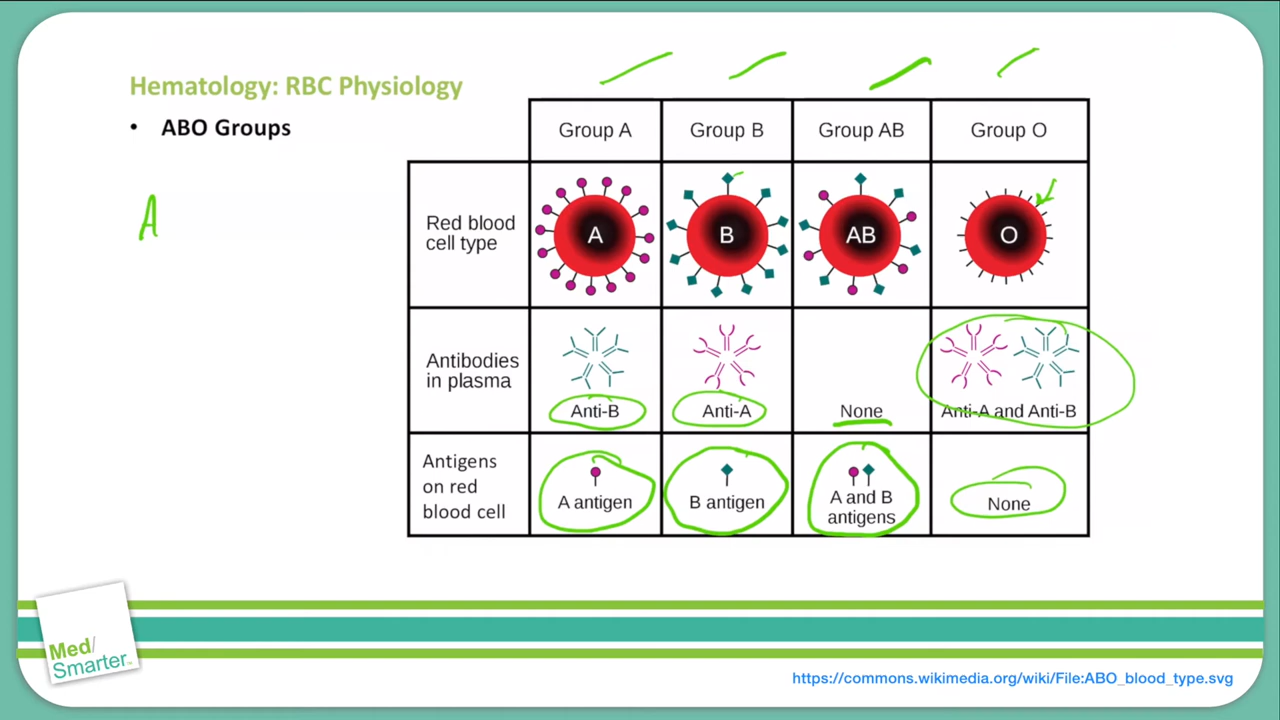 Hematology: RBC Physiology
• ABO Groups
A
Group A
Group B
Group AB
Group O
Red blood
cell type
A
B
AB
O
Antibodies
in plasma
Anti-B
Anti-A
None
Anti-A and Anti-B
Antigens
on red
blood cell
A antigen
B antigen
A and B
antigens
None
Med/
Smarter™
https://commons.wikimedia.org/wiki/File:ABO_blood_type.svg